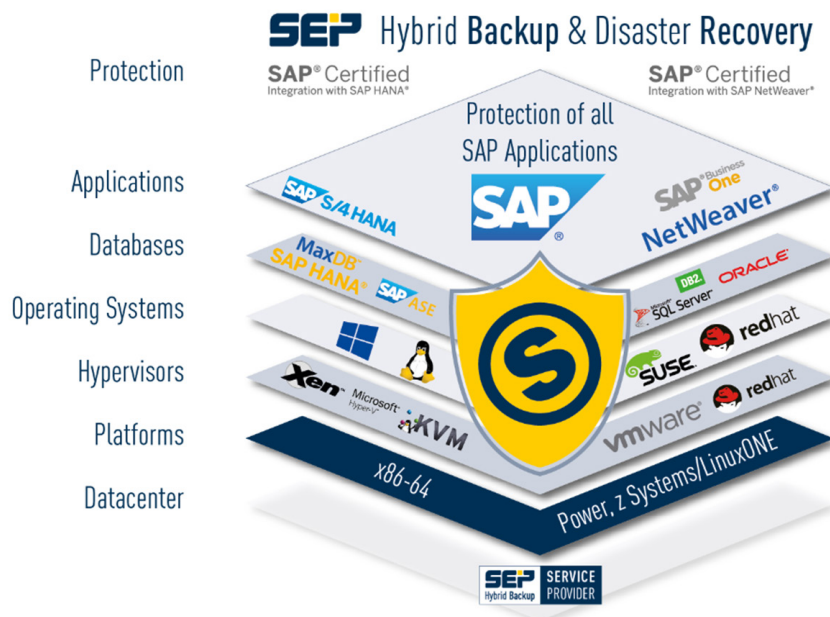 SEP Hybrid Backup & Disaster Recovery
Protection
SAP® Certified
Integration with SAP HANA®
SAP® Certified
Integration with SAP NetWeaver®
Protection of all
SAP Applications
Applications
SAP S/4HANA
SAP ®
SAP® Business One
NetWeaver®
Databases
MaxDB™
SAP HANA®
SAP ASE
DB2.
ORACLE®
Microsoft
SQL Server®
Operating Systems
SUSE
redhat
Hypervisors
Xen™
Microsoft®
Hyper-V™
KVM
vmware®
redhat
Platforms
x86-64
Power, z Systems/LinuxONE
Datacenter
S
SEP
Hybrid Backup
SERVICE
PROVIDER